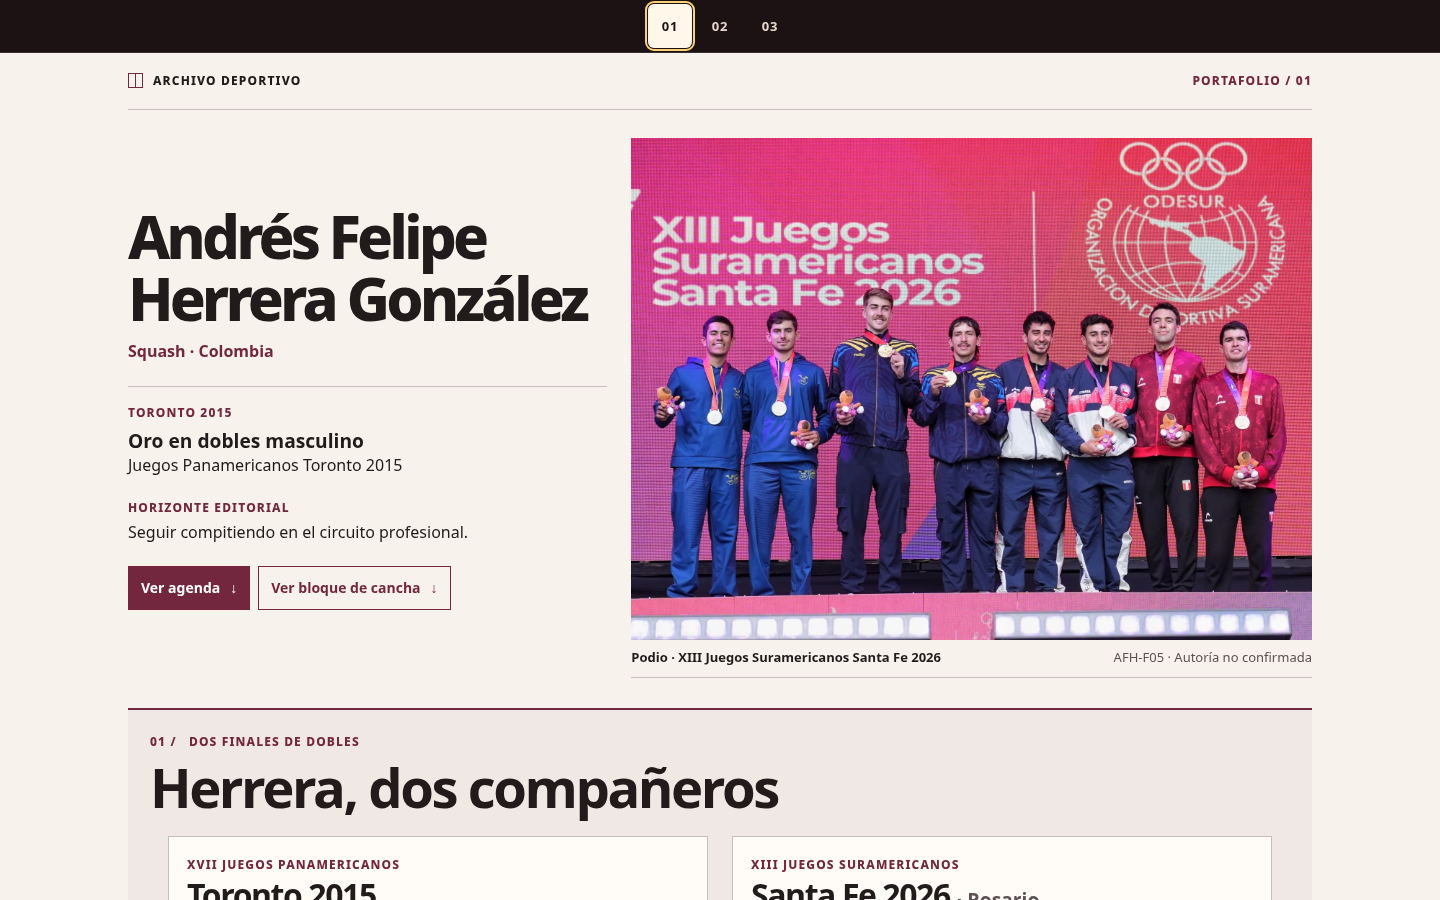 01 02 03
ARCHIVO DEPORTIVO
PORTAFOLIO / 01
Andrés Felipe
Herrera González
Squash · Colombia
TORONTO 2015
Oro en dobles masculino
Juegos Panamericanos Toronto 2015
HORIZONTE EDITORIAL
Seguir compitiendo en el circuito profesional.
Ver agenda ↓
Ver bloque de cancha ↓
XIII Juegos
Suramericanos
Santa Fe 2026
ODESUR
ORGANIZACION DEPORTIVA SURAMERICANA
Podio · XIII Juegos Suramericanos Santa Fe 2026
AFH-F05 · Autoría no confirmada
01 / DOS FINALES DE DOBLES
Herrera, dos compañeros
XVII JUEGOS PANAMERICANOS
Toronto 2015
XIII JUEGOS SURAMERICANOS
Santa Fe 2026 · Rosario